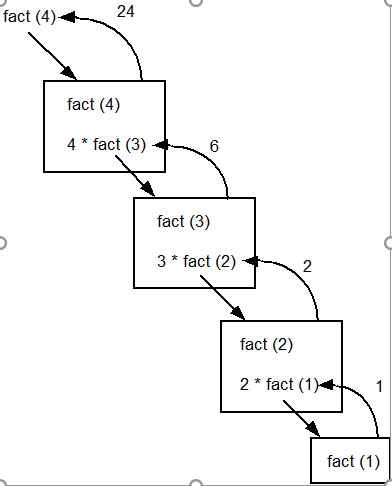 fact (4)
24
fact (4)
4 * fact (3)
6
fact (3)
3 * fact (2)
2
fact (2)
2 * fact (1)
1
fact (1)